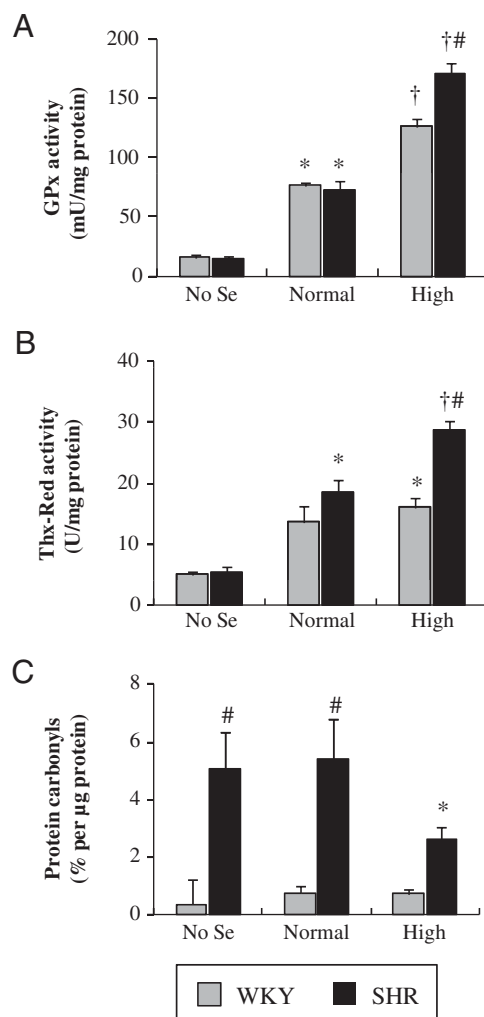 A
GPx activity
(mU/mg protein)
200
150
100
50
0
* * † †#
No Se Normal High
B
Thx-Red activity
(U/mg protein)
40
30
20
10
0
* * †#
No Se Normal High
C
Protein carbonyls
(% per µg protein)
8
6
4
2
0
# # *
No Se Normal High
WKY SHR